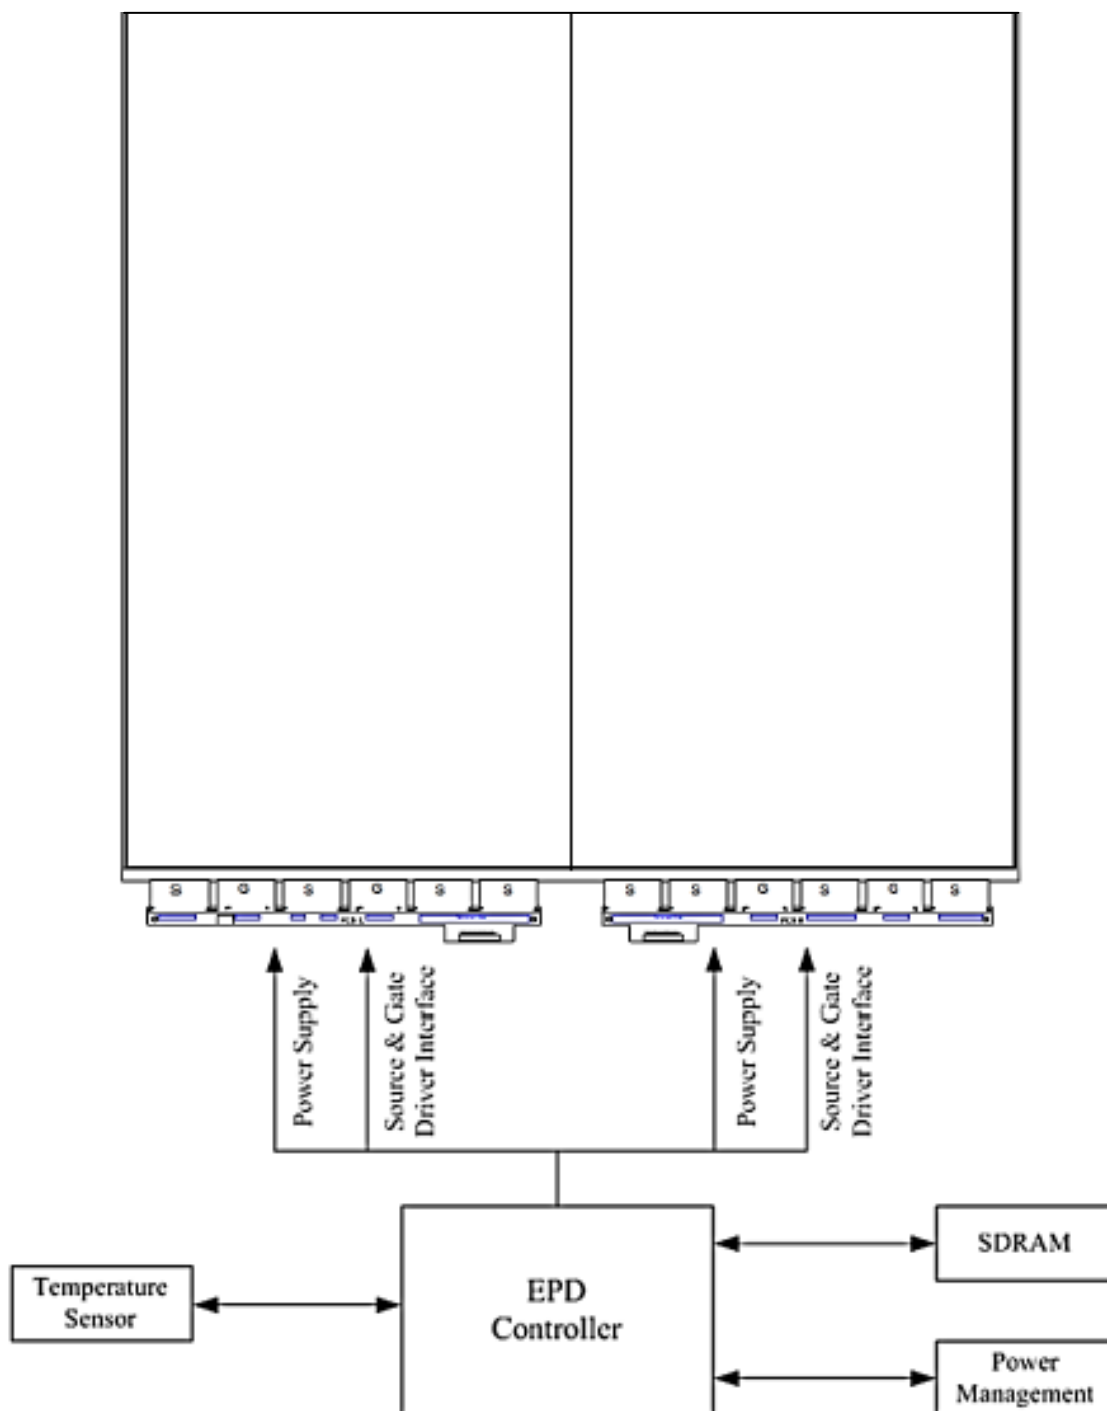 S G S G S S
S S G S G S
Power Supply
Source & Gate
Driver Interface
Power Supply
Source & Gate
Driver Interface
SDRAM
Temperature
Sensor
EPD
Controller
Power
Management